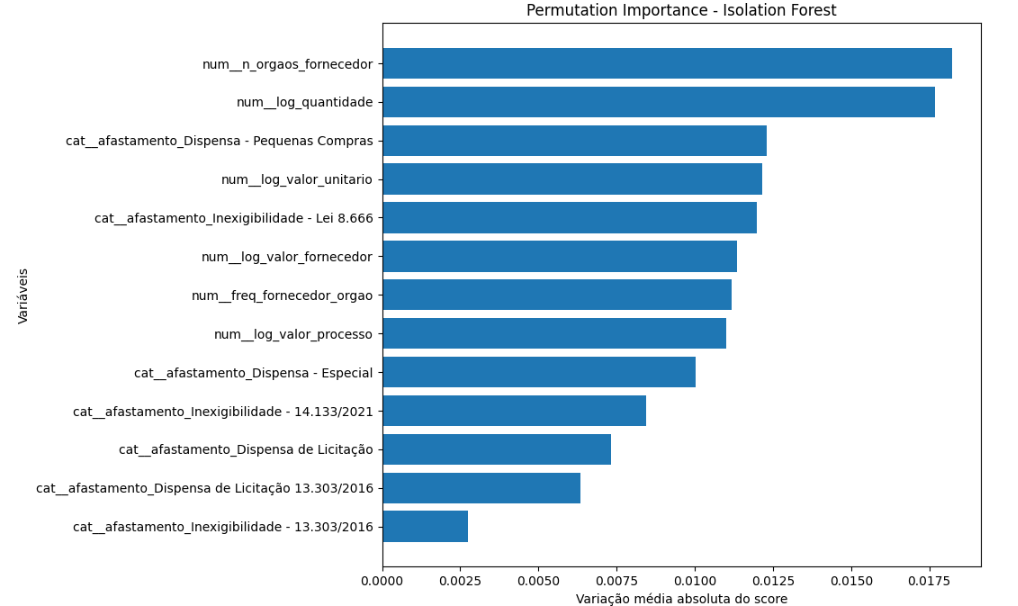 Permutation Importance - Isolation Forest
Variáveis
num__n_orgaos_fornecedor
num__log_quantidade
cat__afastamento_Dispensa - Pequenas Compras
num__log_valor_unitario
cat__afastamento_Inexigibilidade - Lei 8.666
num__log_valor_fornecedor
num__freq_fornecedor_orgao
num__log_valor_processo
cat__afastamento_Dispensa - Especial
cat__afastamento_Inexigibilidade - 14.133/2021
cat__afastamento_Dispensa de Licitação
cat__afastamento_Dispensa de Licitação 13.303/2016
cat__afastamento_Inexigibilidade - 13.303/2016
0.0000 0.0025 0.0050 0.0075 0.0100 0.0125 0.0150 0.0175
Variação média absoluta do score